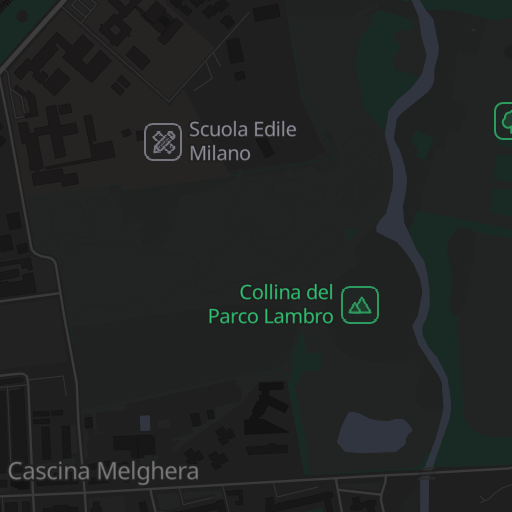 Scuola Edile
Milano
Collina del
Parco Lambro
Cascina Melghera